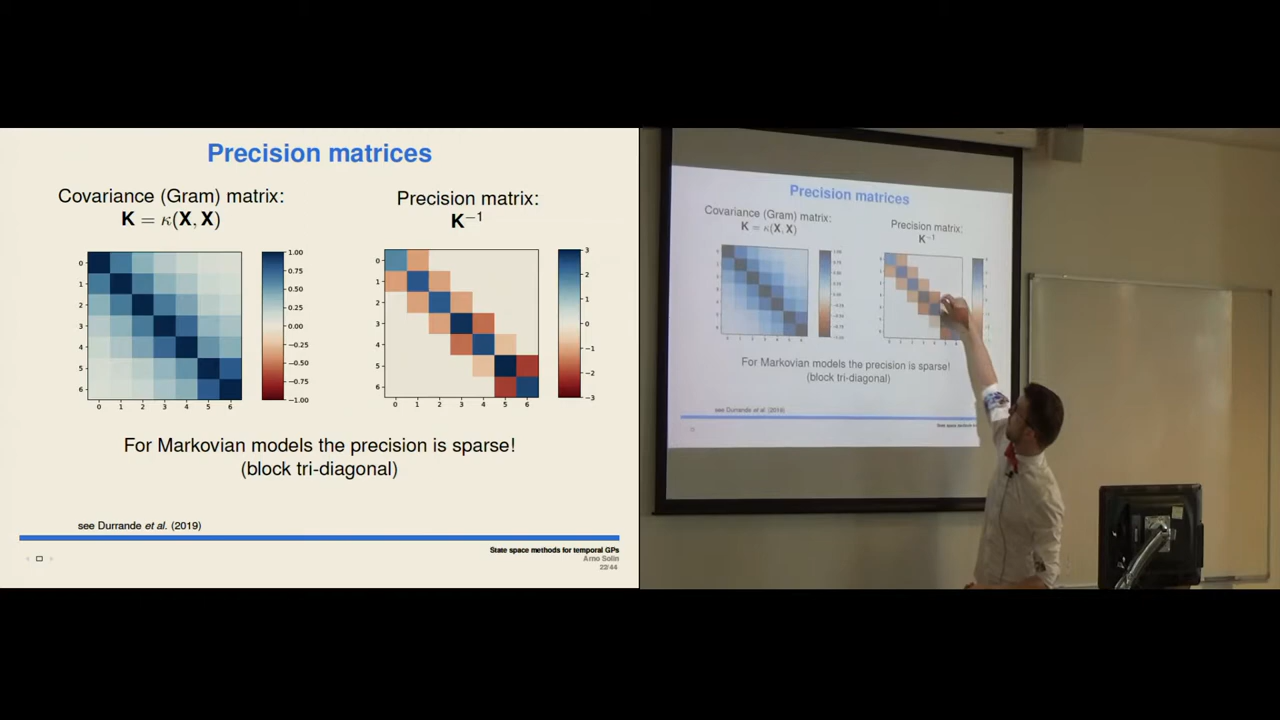 Precision matrices
Covariance (Gram) matrix:
K = κ(X, X)
Precision matrix:
K⁻¹
0
1
2
3
4
5
6
0 1 2 3 4 5 6
1.00
0.75
0.50
0.25
0.00
−0.25
−0.50
−0.75
−1.00
0
1
2
3
4
5
6
0 1 2 3 4 5 6
3
2
1
0
−1
−2
−3
For Markovian models the precision is sparse!
(block tri-diagonal)
see Durrande et al. (2019)
State space methods for temporal GPs
Arno Solin
22/44
Precision matrices
Covariance (Gram) matrix:
K = κ(X, X)
Precision matrix:
K⁻¹
For Markovian models the precision is sparse!
(block tri-diagonal)
see Durrande et al. (2019)